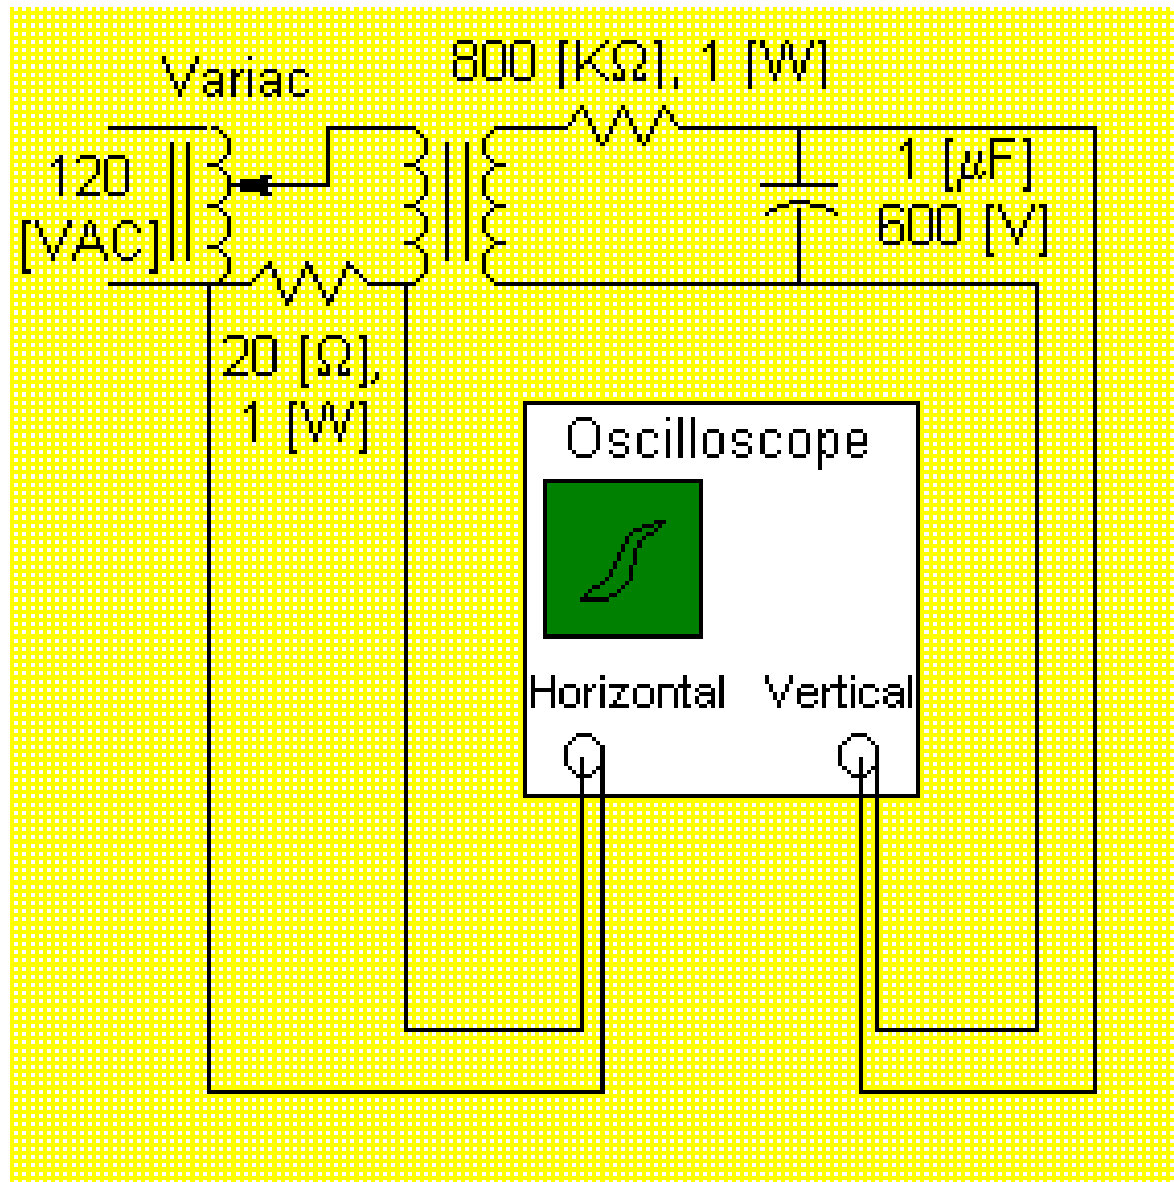 Variac
800 [KΩ], 1 [W]
120
[VAC]
1 [µF]
600 [V]
20 [Ω],
1 [W]
Oscilloscope
Horizontal
Vertical